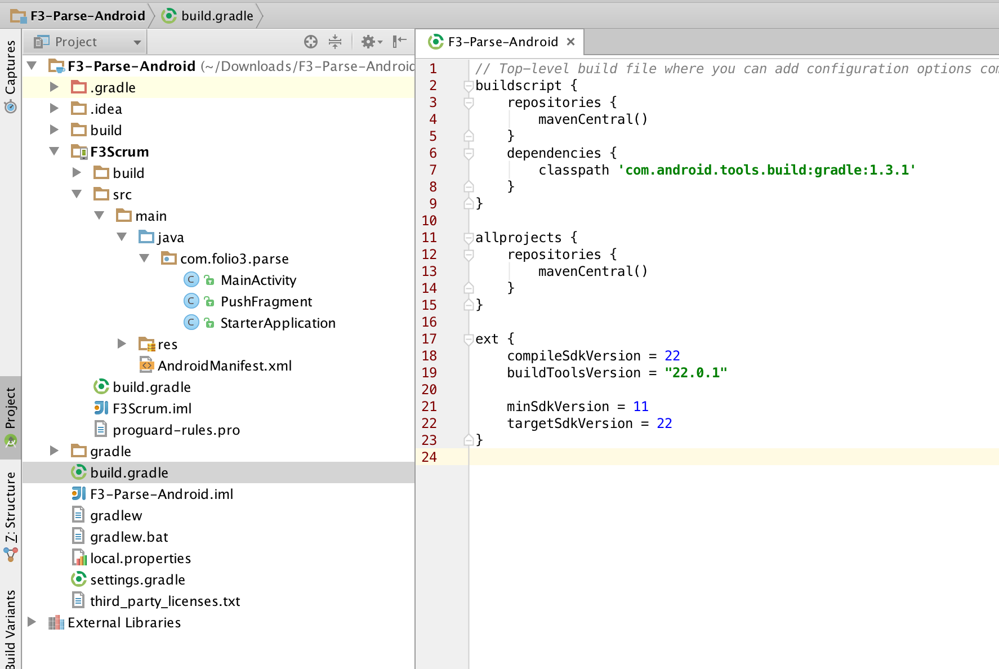 F3-Parse-Android
build.gradle
Captures
Project
Z: Structure
Build Variants
Project
F3-Parse-Android (~/Downloads/F3-Parse-Android
.gradle
.idea
build
F3Scrum
build
src
main
java
com.folio3.parse
C MainActivity
C PushFragment
C StarterApplication
res
AndroidManifest.xml
build.gradle
F3Scrum.iml
proguard-rules.pro
gradle
build.gradle
F3-Parse-Android.iml
gradlew
gradlew.bat
local.properties
settings.gradle
third_party_licenses.txt
External Libraries
F3-Parse-Android ×
1 // Top-level build file where you can add configuration options com
2 buildscript {
3 repositories {
4 mavenCentral()
5 }
6 dependencies {
7 classpath 'com.android.tools.build:gradle:1.3.1'
8 }
9 }
10
11 allprojects {
12 repositories {
13 mavenCentral()
14 }
15 }
16
17 ext {
18 compileSdkVersion = 22
19 buildToolsVersion = "22.0.1"
20
21 minSdkVersion = 11
22 targetSdkVersion = 22
23 }
24